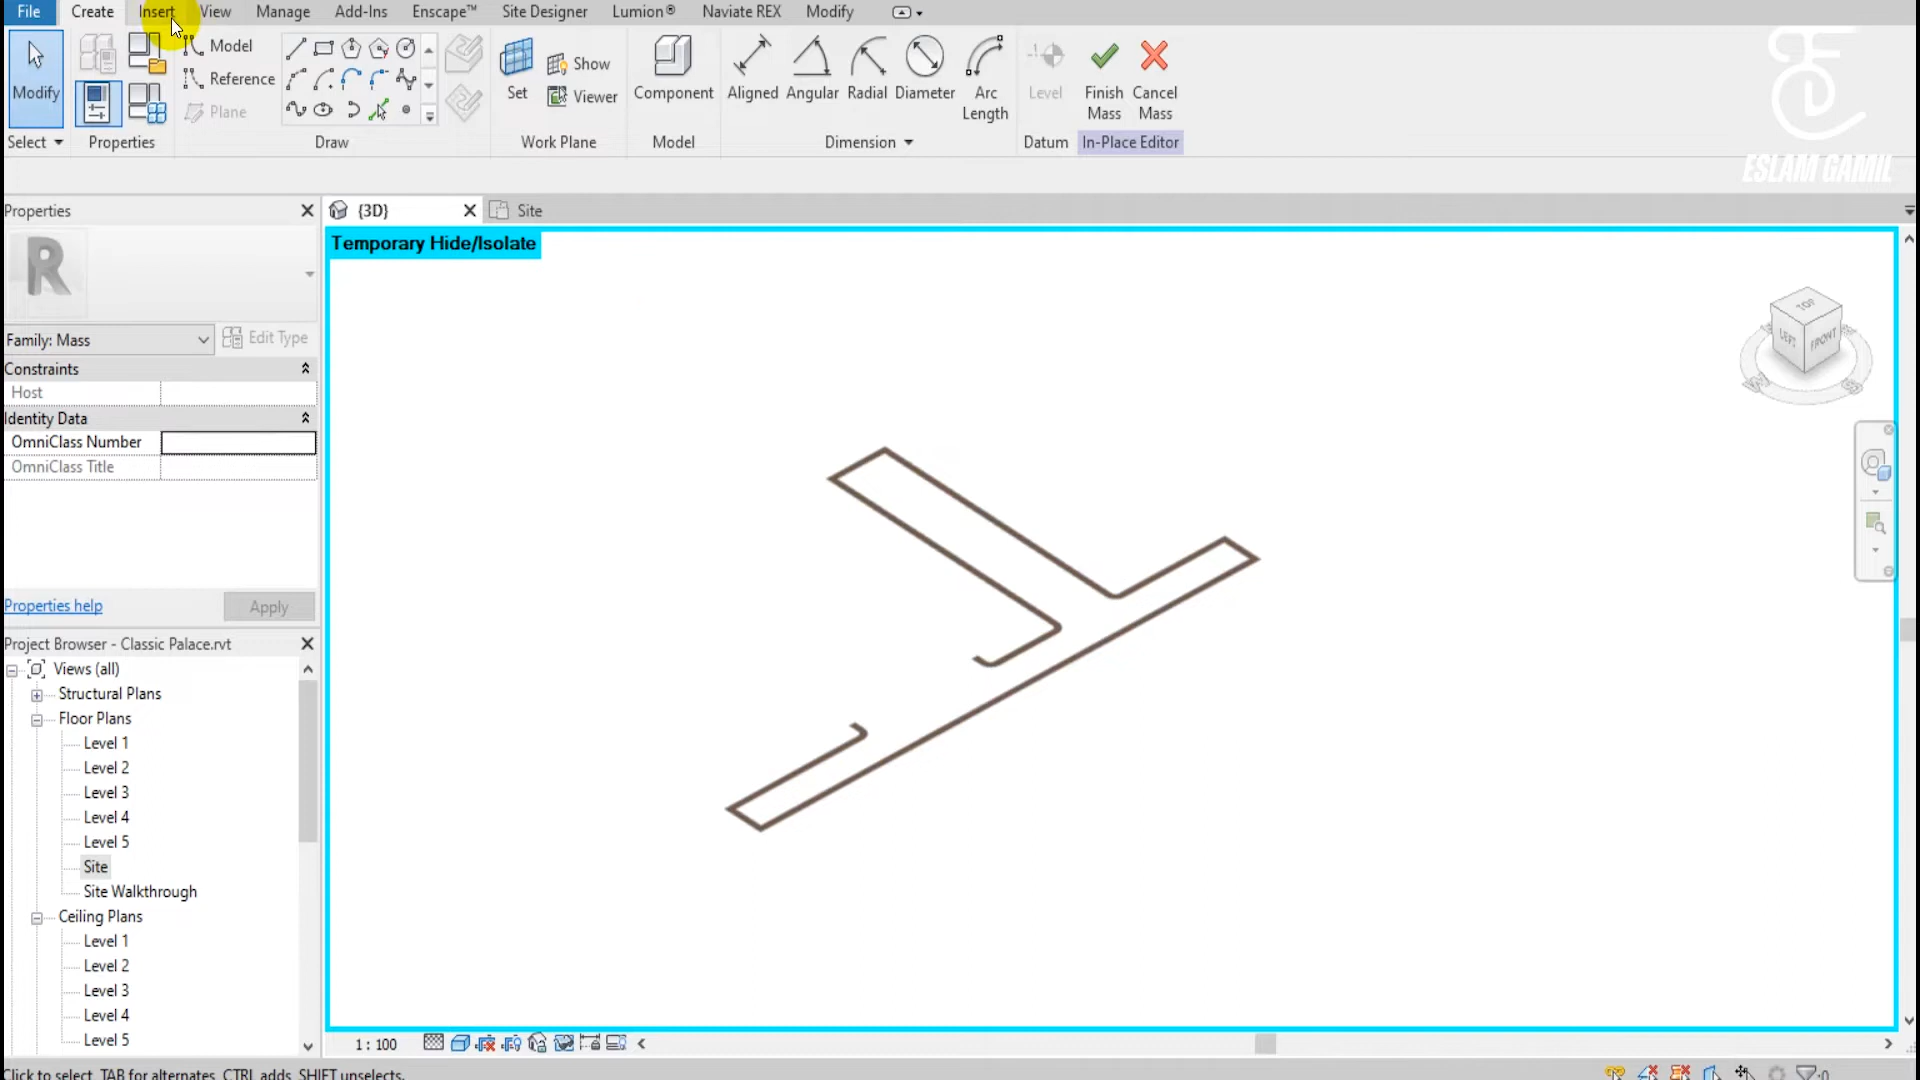 File Create Insert View Manage Add-Ins Enscape™ Site Designer Lumion® Naviate REX Modify
Modify
Model
Reference
Plane
Set
Show
Viewer
Component
Aligned Angular Radial Diameter Arc Length
Level
Finish Mass
Cancel Mass
Select Properties Draw Work Plane Model Dimension Datum In-Place Editor
ESLAM GAMIL
Properties
{3D} Site
Temporary Hide/Isolate
R
TOP
LEFT FRONT
Family: Mass Edit Type
Constraints
Host
Identity Data
OmniClass Number
OmniClass Title
Properties help Apply
Project Browser - Classic Palace.rvt
Views (all)
Structural Plans
Floor Plans
Level 1
Level 2
Level 3
Level 4
Level 5
Site
Site Walkthrough
Ceiling Plans
Level 1
Level 2
Level 3
Level 4
Level 5
1 : 100
Click to select, TAB for alternates, CTRL adds, SHIFT unselects.
:0